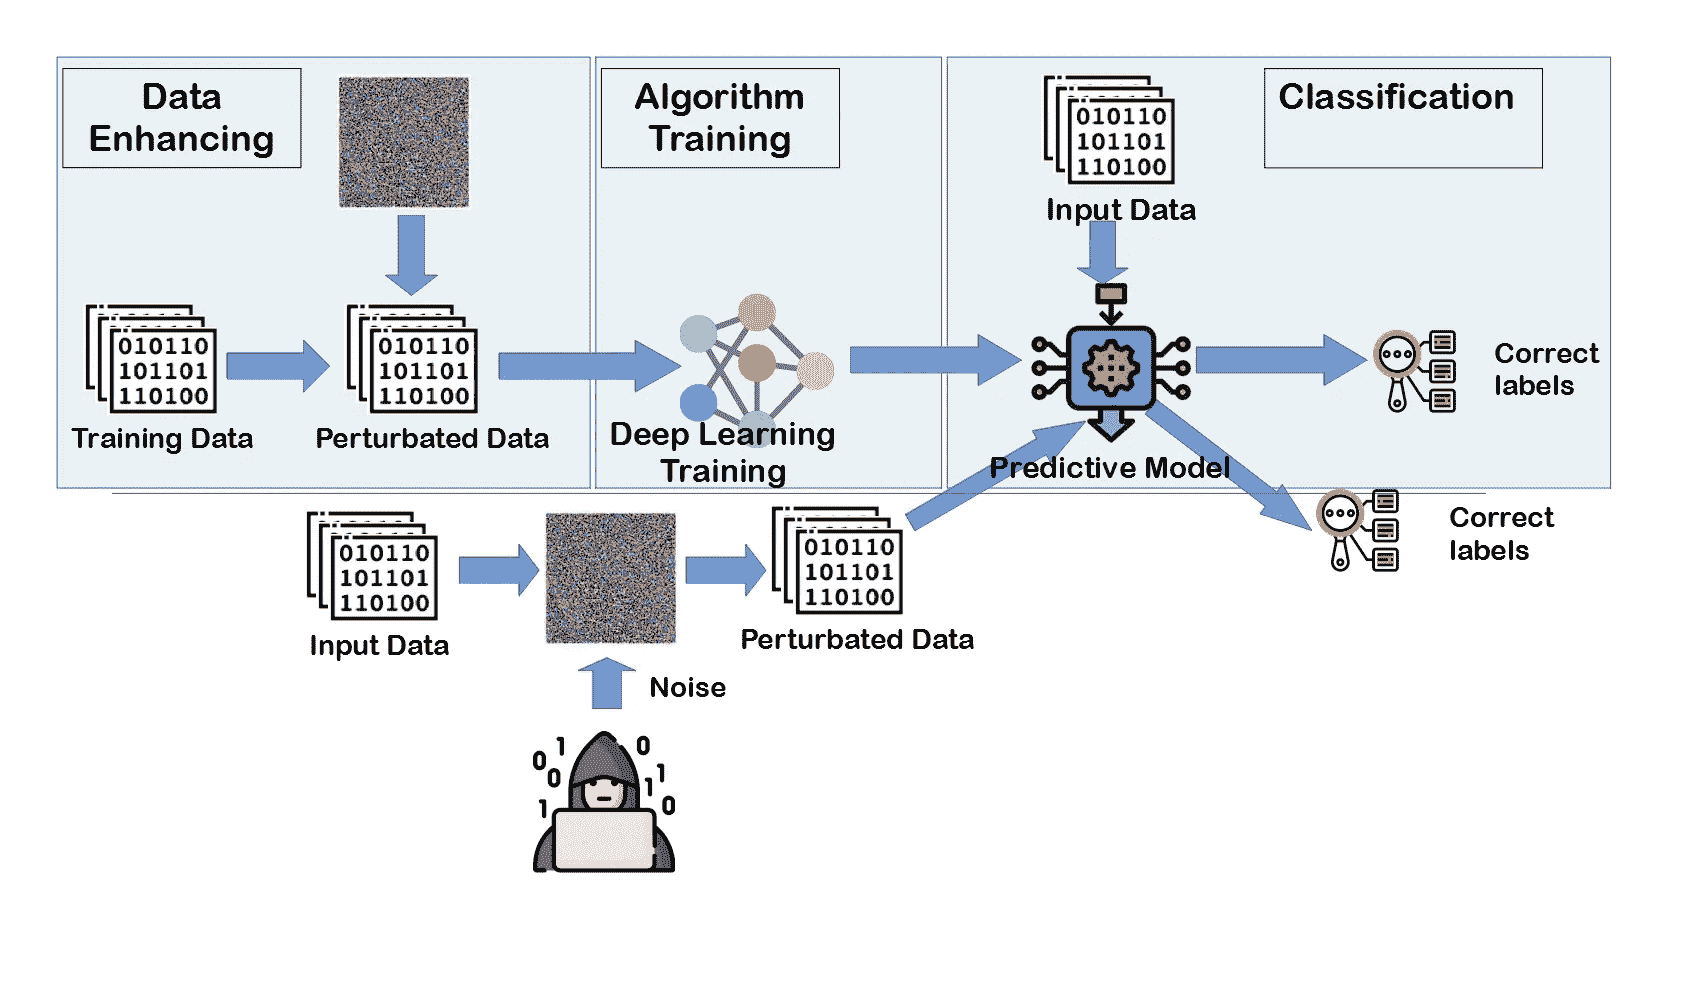 Data
Enhancing
Algorithm
Training
Classification
010110
101101
110100
Input Data
010110
101101
110100
Training Data
010110
101101
110100
Perturbated Data
Deep Learning
Training
Predictive Model
Correct
labels
010110
101101
110100
Input Data
010110
101101
110100
Perturbated Data
Correct
labels
Noise
0 1 0 0 1
0 1 1 0